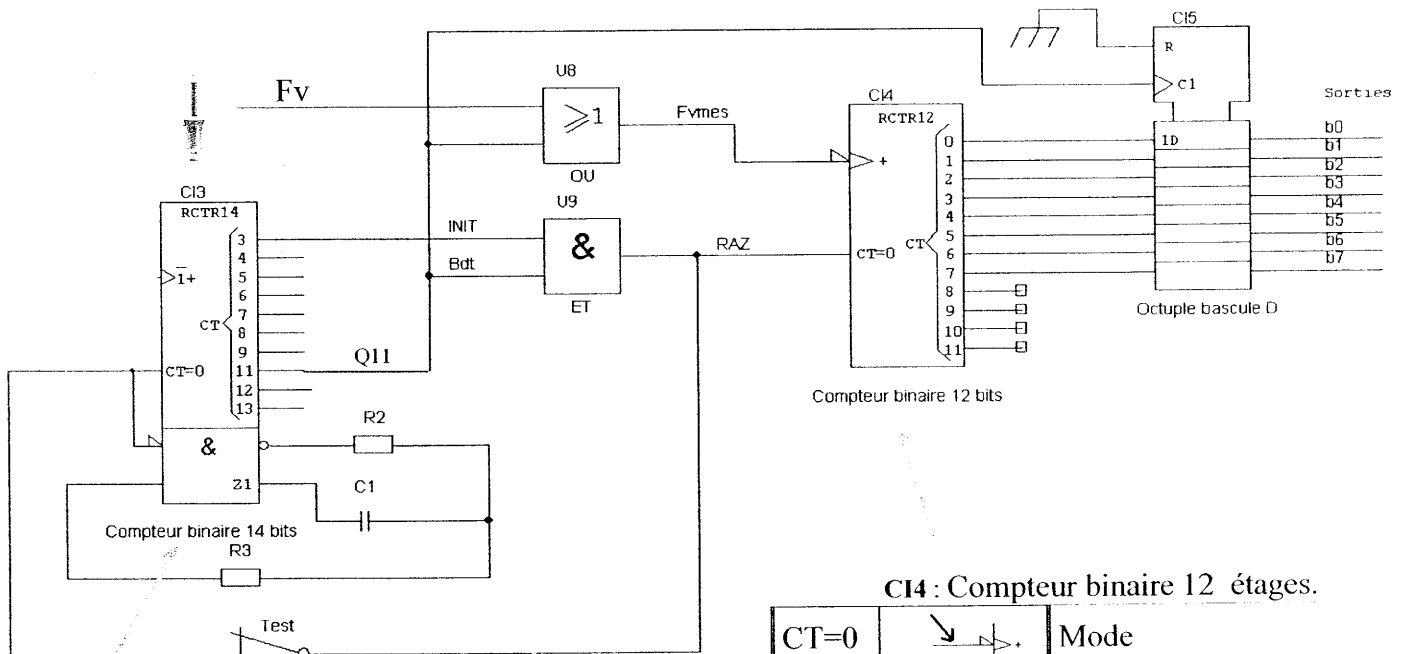 CI5
R
C1
Sorties
U8
Fv
≥1
Fvmes
CI4
RCTR12
+
OU
CI3
RCTR14
U9
INIT
&
Bdt
RAZ
ET
CT=0
CT
0
1
2
3
4
5
6
7
8
9
10
11
1D
b0
b1
b2
b3
b4
b5
b6
b7
Octuple bascule D
1+
CT
3
4
5
6
7
8
9
11
12
13
Q11
CT=0
Compteur binaire 12 bits
&
R2
Z1
C1
Compteur binaire 14 bits
R3
CI4 : Compteur binaire 12 étages.
Test
CT=0
+
Mode